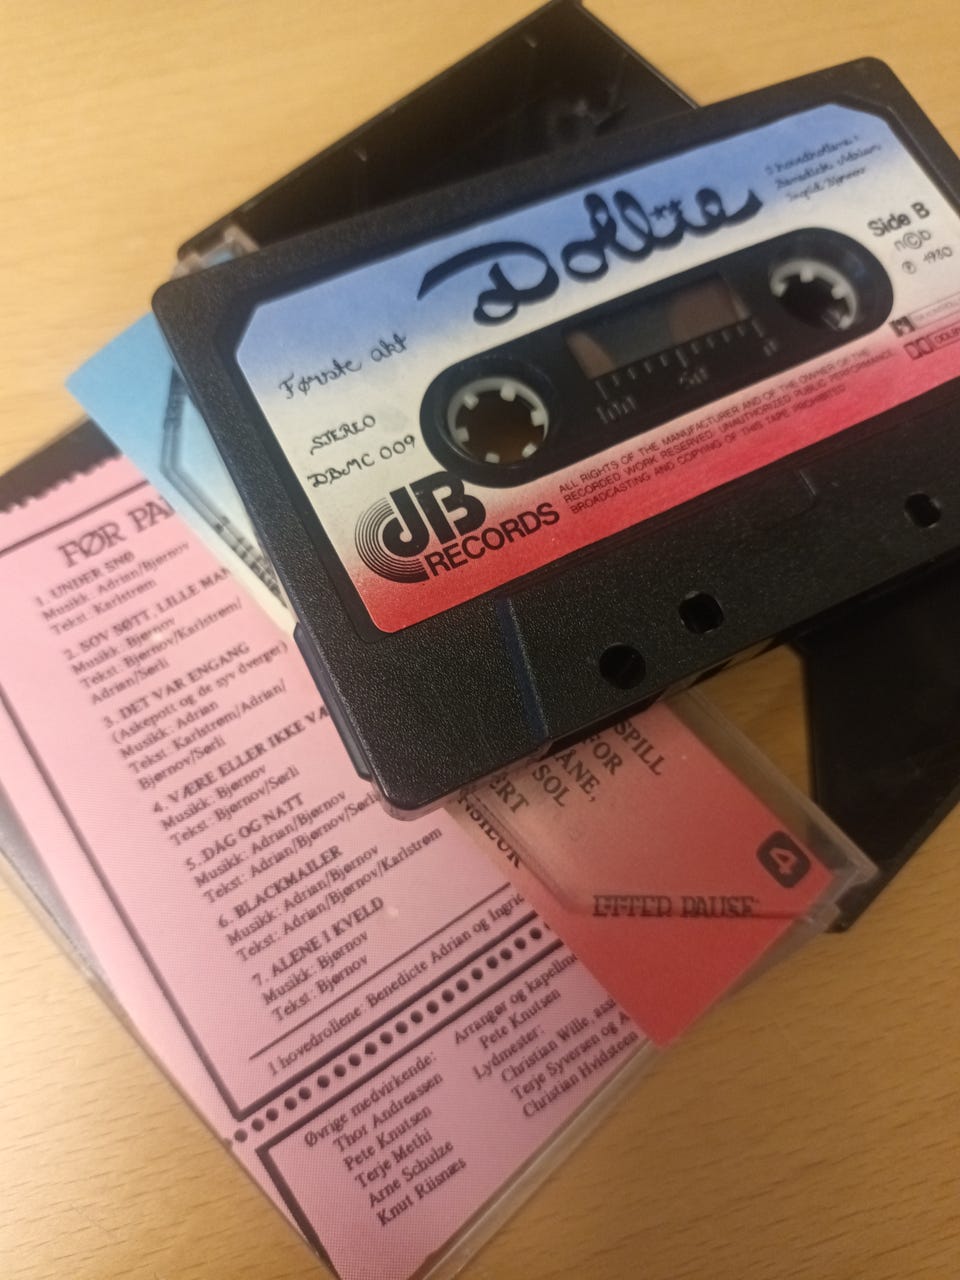 Dollie
I hovedrollene:
Benedicte Adrian
Ingrid Bjørnov
Side B
n©b
℗ 1980
Første akt
STEREO
DBMC 009
dB
RECORDS
ALL RIGHTS OF THE MANUFACTURER AND OF THE OWNER OF THE
RECORDED WORK RESERVED. UNAUTHORIZED PUBLIC PERFORMANCE,
BROADCASTING AND COPYING OF THIS TAPE PROHIBITED
FØR PA
1. UNDER SNØ
Musikk: Adrian/Bjørnov
Tekst: Karlstrøm
2. SOV SØTT, LILLE MAN
Musikk: Bjørnov
Tekst: Bjørnov/Karlstrøm/
Adrian/Sørli
3. DET VAR ENGANG
(Askepott og de syv dverger)
Musikk: Adrian
Tekst: Karlstrøm/Adrian/
Bjørnov/Sørli
4. VÆRE ELLER IKKE VÆ
Musikk: Bjørnov
Tekst: Bjørnov/Sørli
5. DAG OG NATT
Musikk: Adrian/Bjørnov
Tekst: Adrian/Bjørnov/Sørli
6. BLACKMAILER
Musikk: Adrian/Bjørnov
Tekst: Adrian/Bjørnov/Karlstrøm
7. ALENE I KVELD
Musikk: Bjørnov
Tekst: Bjørnov
I hovedrollene: Benedicte Adrian og Ingri
Øvrige medvirkende:
Thor Andreassen
Pete Knutsen
Terje Methi
Arne Schulze
Knut Riisnæs
Arrangør og kapellme
Pete Knutsen
Lydmester:
Christian Wille, ass
Terje Syversen og A
Christian Hvidsteen
SPILL
FOR
ÅNE,
SOL
ERT
4
ETTER PAUSE